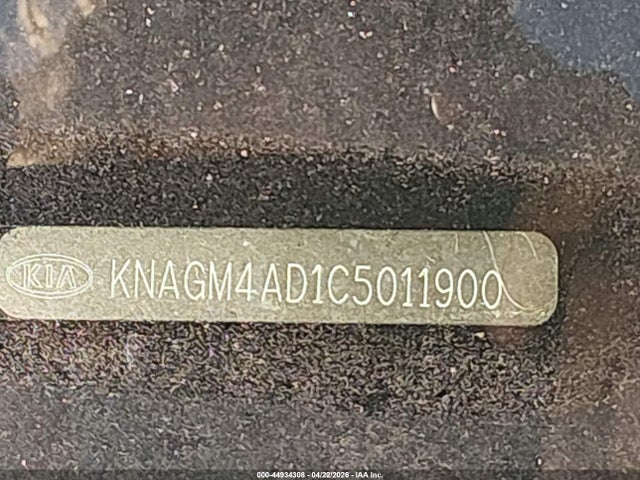 KIA KNAGM4AD1C5011900
000-44934308 - 04/22/2026 - IAA Inc.